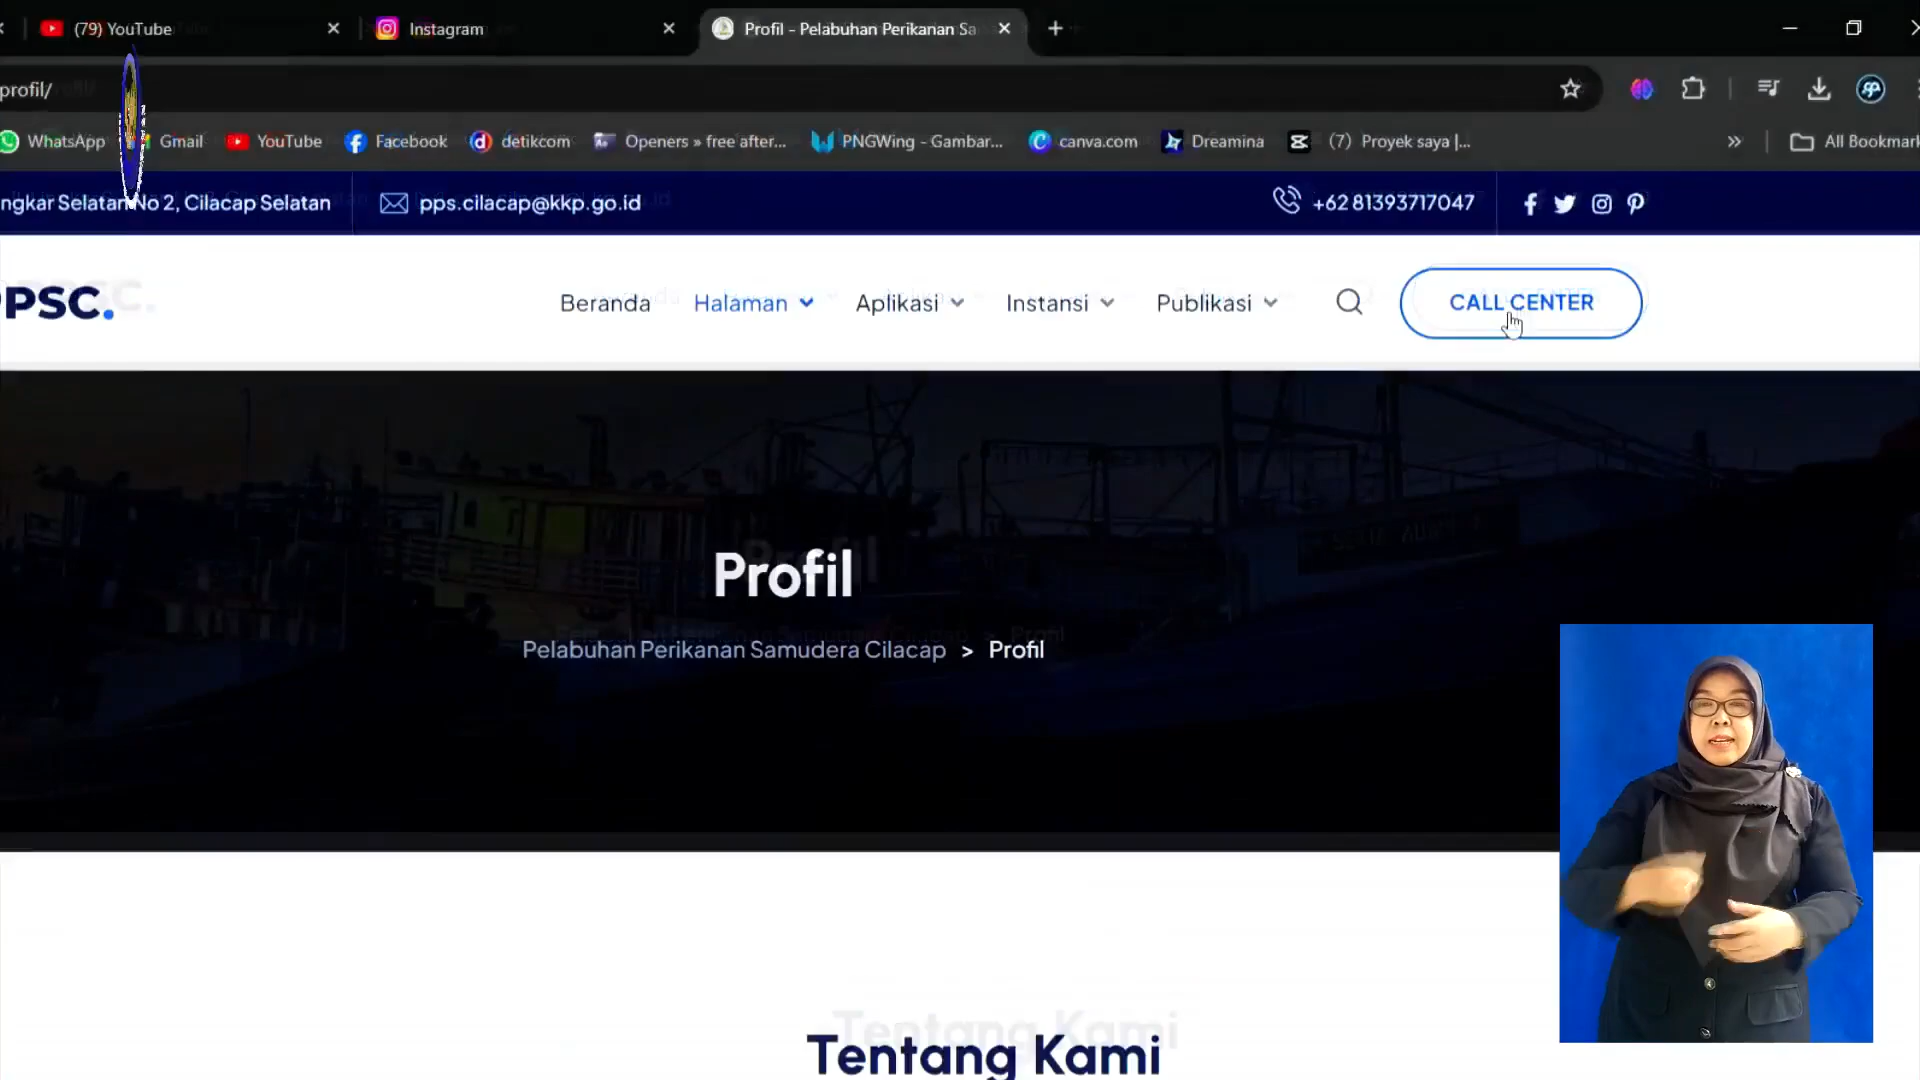 (79) YouTube
Instagram
Profil - Pelabuhan Perikanan Sa
profil/
WhatsApp
Gmail
YouTube
Facebook
detikcom
Openers » free after...
PNGWing - Gambar...
canva.com
Dreamina
(7) Proyek saya |...
All Bookmark
ngkar Selatan No 2, Cilacap Selatan
pps.cilacap@kkp.go.id
+62 81393717047
PSC.
Beranda
Halaman
Aplikasi
Instansi
Publikasi
CALL CENTER
Profil
Pelabuhan Perikanan Samudera Cilacap > Profil
Tentang Kami